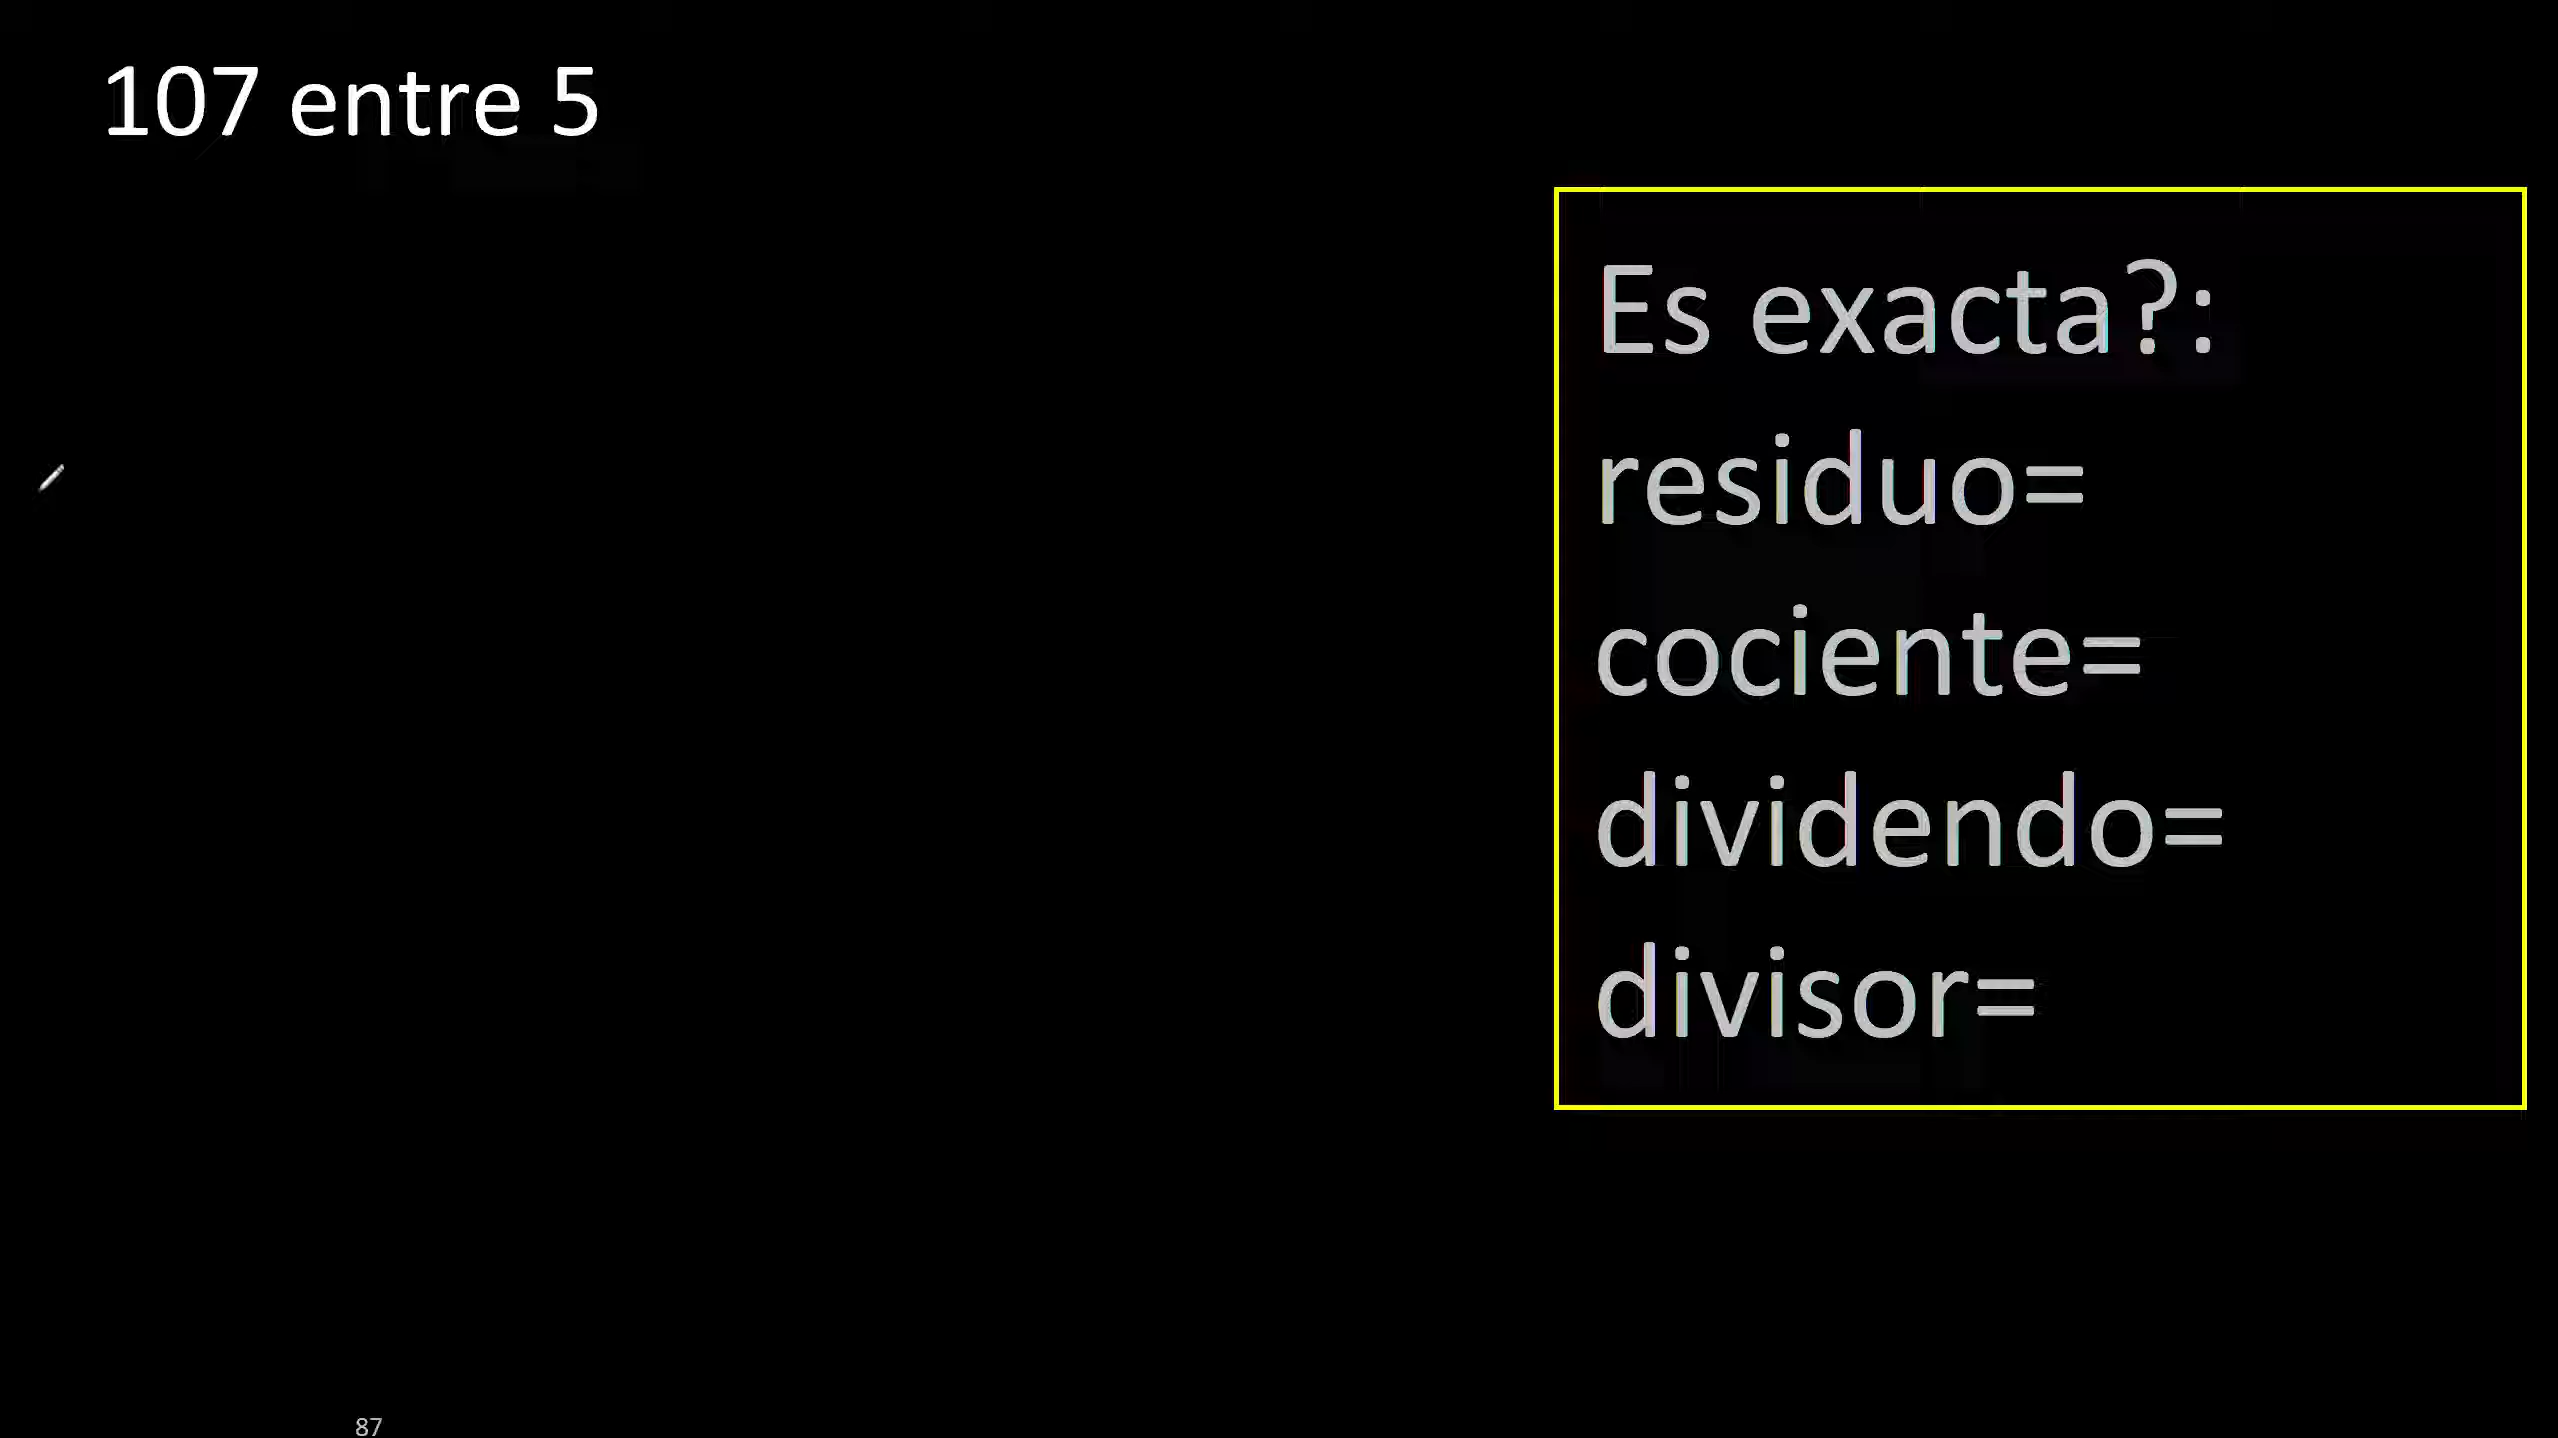 107 entre 5
Es exacta?:
residuo=
cociente=
dividendo=
divisor=
87